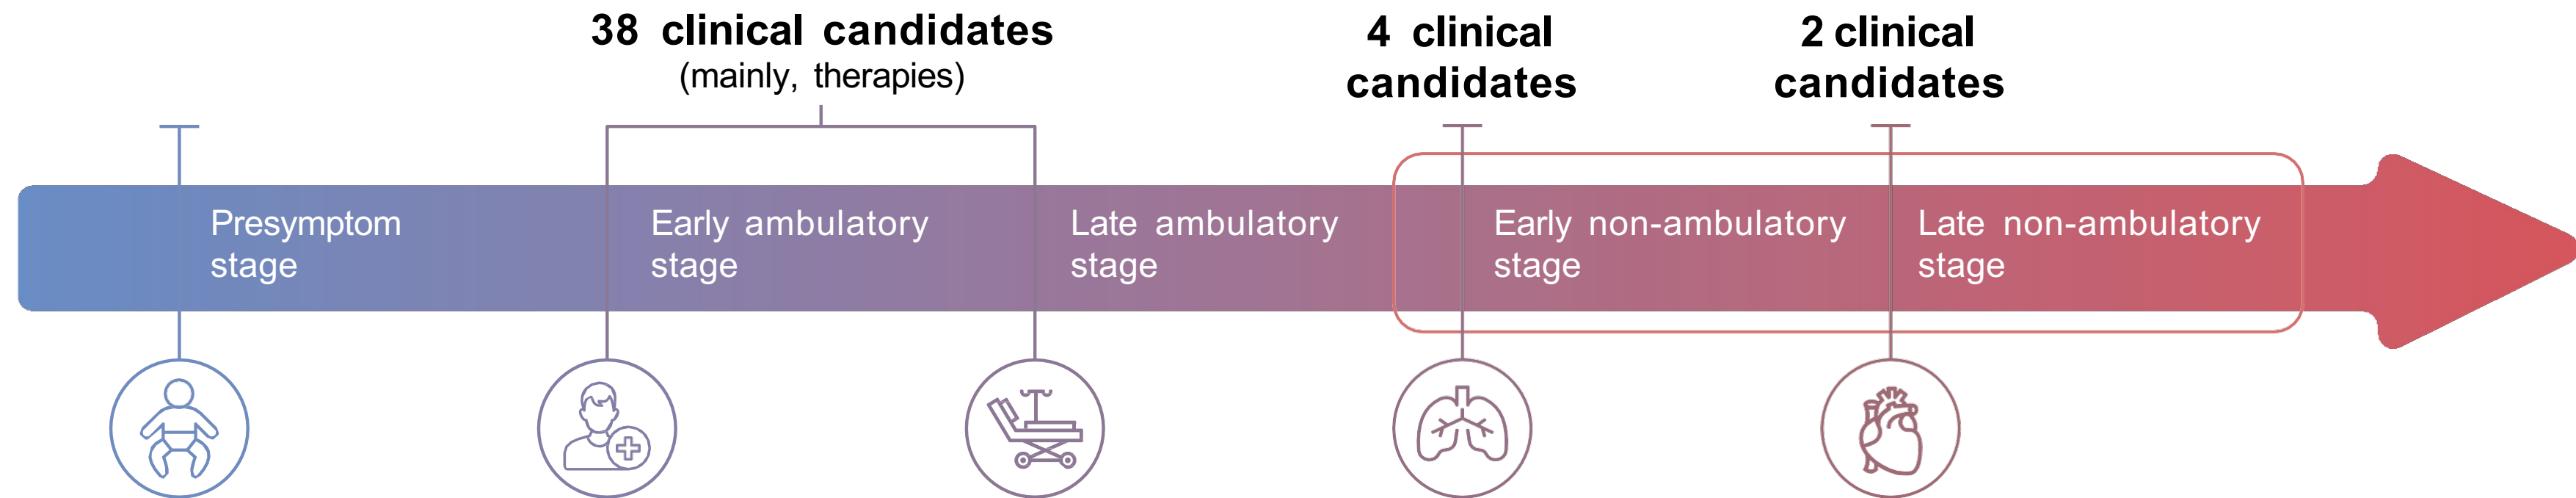 38 clinical candidates
(mainly, therapies)
4 clinical
candidates
2 clinical
candidates
Presymptom
stage
Early ambulatory
stage
Late ambulatory
stage
Early non-ambulatory
stage
Late non-ambulatory
stage